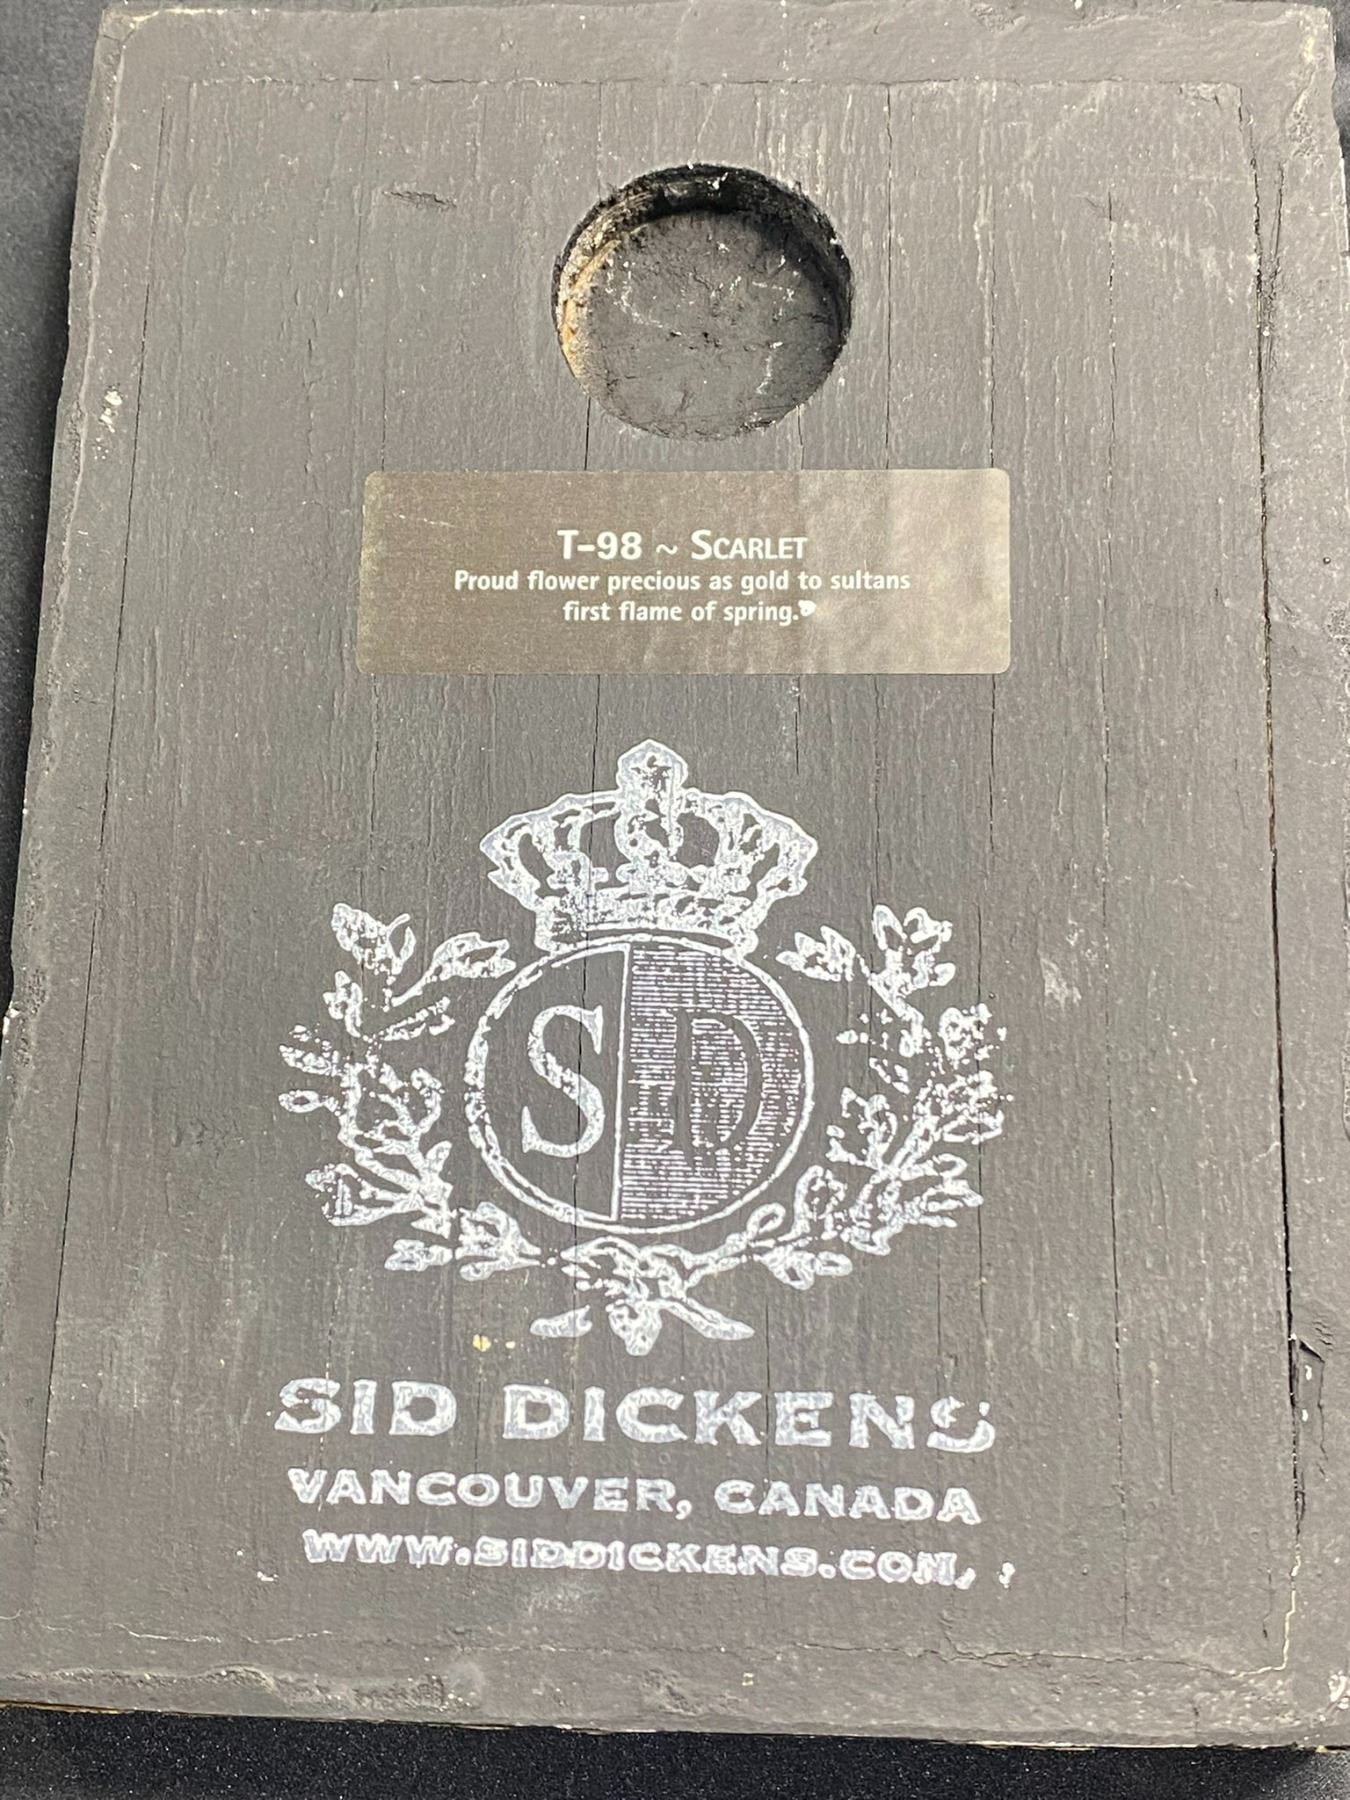 T-98 ~ SCARLET
Proud flower precious as gold to sultans
first flame of spring.
SD
SID DICKENS
VANCOUVER, CANADA
WWW.SIDDICKENS.COM